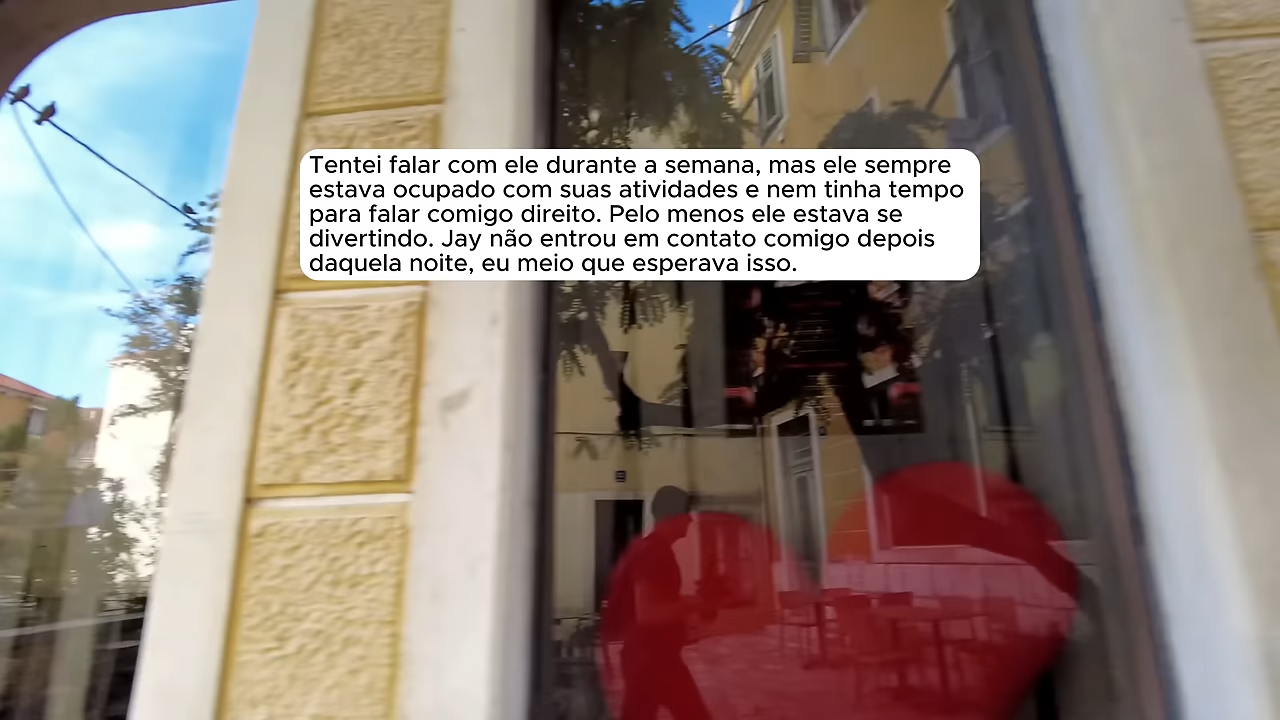 Tentei falar com ele durante a semana, mas ele sempre
estava ocupado com suas atividades e nem tinha tempo
para falar comigo direito. Pelo menos ele estava se
divertindo. Jay não entrou em contato comigo depois
daquela noite, eu meio que esperava isso.